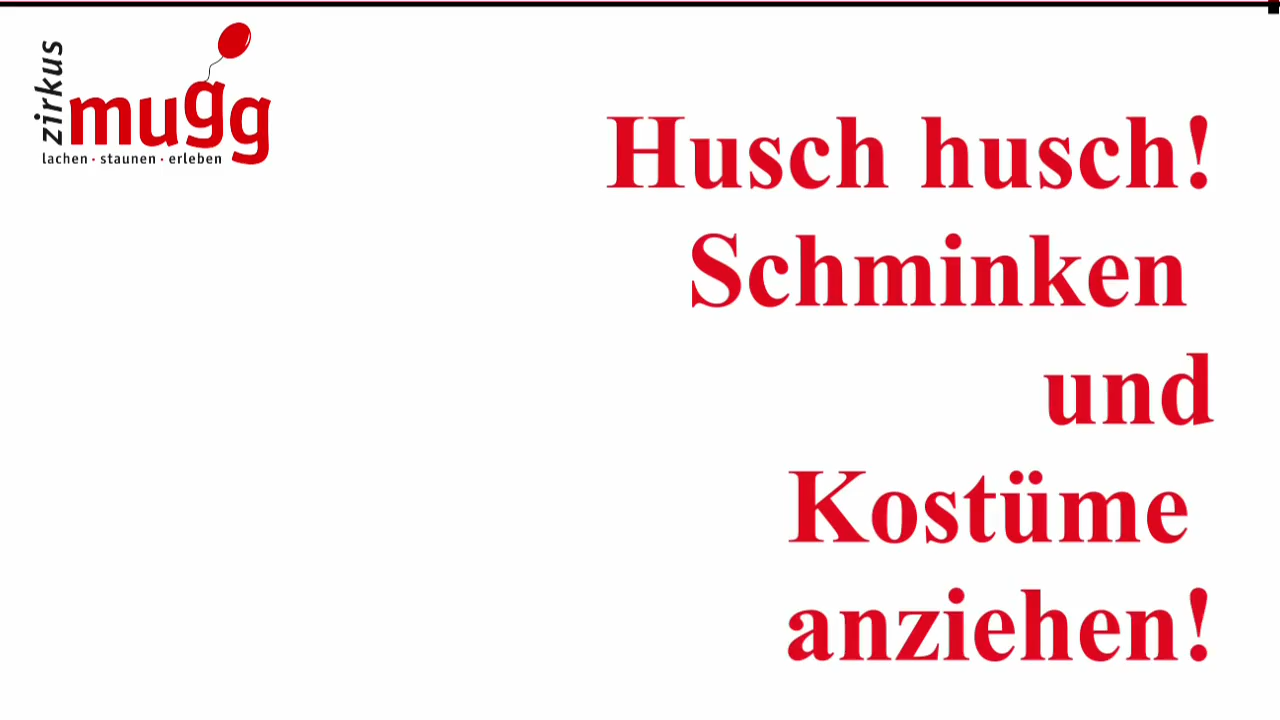 zirkus
mugg
lachen · staunen · erleben
Husch husch!
Schminken
und
Kostüme
anziehen!